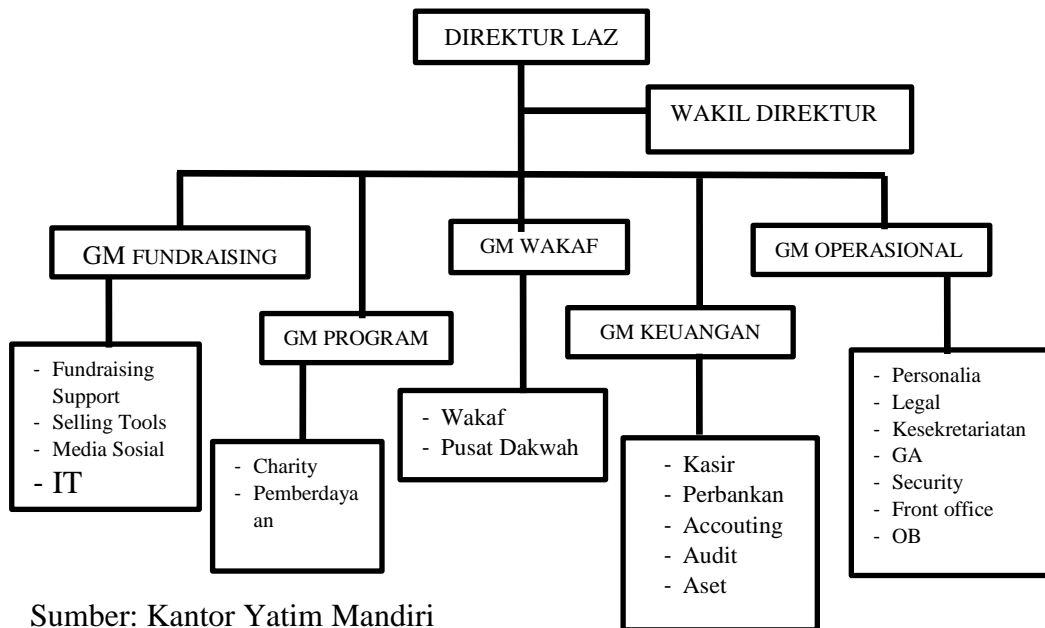 DIREKTUR LAZ
WAKIL DIREKTUR
GM FUNDRAISING
GM WAKAF
GM OPERASIONAL
GM PROGRAM
GM KEUANGAN
- Fundraising
Support
- Selling Tools
- Media Sosial
- IT
- Charity
- Pemberdaya
an
- Wakaf
- Pusat Dakwah
- Kasir
- Perbankan
- Accouting
- Audit
- Aset
- Personalia
- Legal
- Kesekretariatan
- GA
- Security
- Front office
- OB
Sumber: Kantor Yatim Mandiri